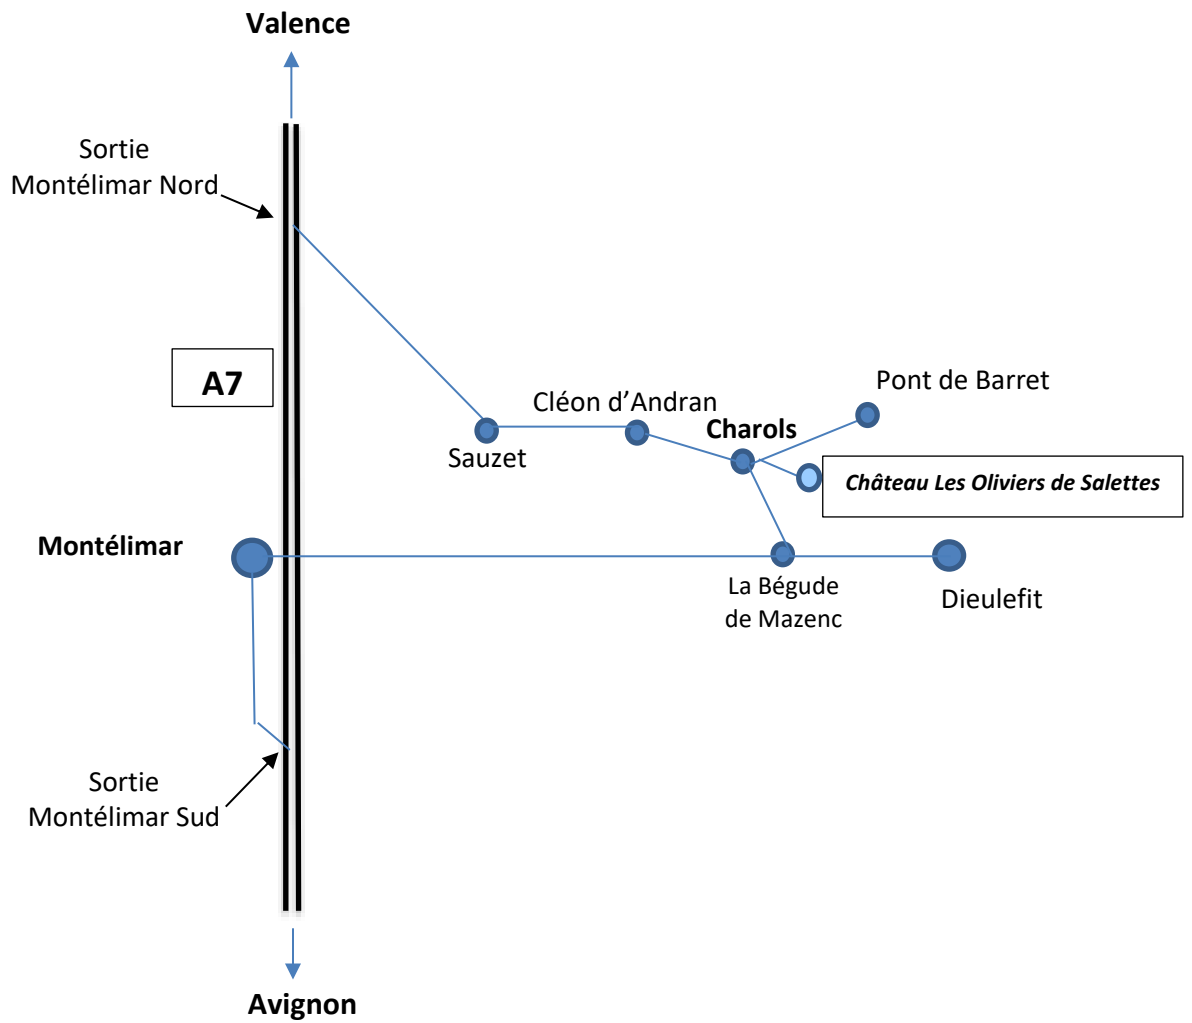 Valence
Sortie
Montélimar Nord
A7
Pont de Barret
Cléon d’Andran
Charols
Sauzet
Château Les Oliviers de Salettes
Montélimar
La Bégude
de Mazenc
Dieulefit
Sortie
Montélimar Sud
Avignon